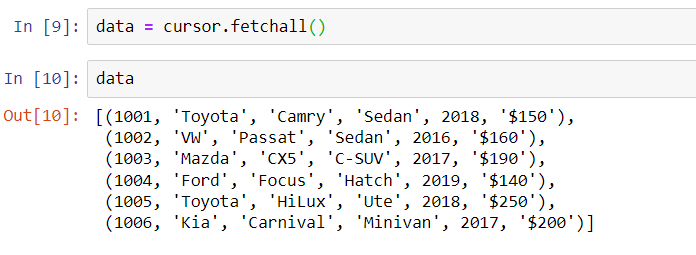 In [9]: data = cursor.fetchall()
In [10]: data
Out[10]: [(1001, 'Toyota', 'Camry', 'Sedan', 2018, '$150'),
(1002, 'VW', 'Passat', 'Sedan', 2016, '$160'),
(1003, 'Mazda', 'CX5', 'C-SUV', 2017, '$190'),
(1004, 'Ford', 'Focus', 'Hatch', 2019, '$140'),
(1005, 'Toyota', 'HiLux', 'Ute', 2018, '$250'),
(1006, 'Kia', 'Carnival', 'Minivan', 2017, '$200')]